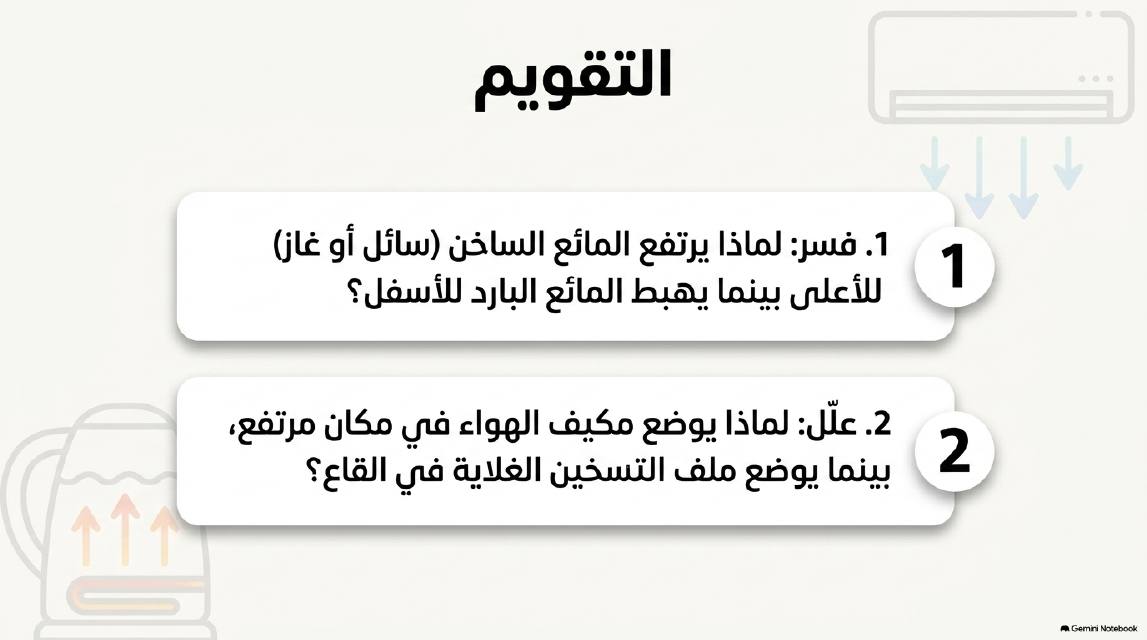 التقويم
1
1. فسر: لماذا يرتفع المائع الساخن (سائل أو غاز)
للأعلى بينما يهبط المائع البارد للأسفل؟
2
2. علّل: لماذا يوضع مكيف الهواء في مكان مرتفع،
بينما يوضع ملف التسخين الغلاية في القاع؟
Gemini Notebook